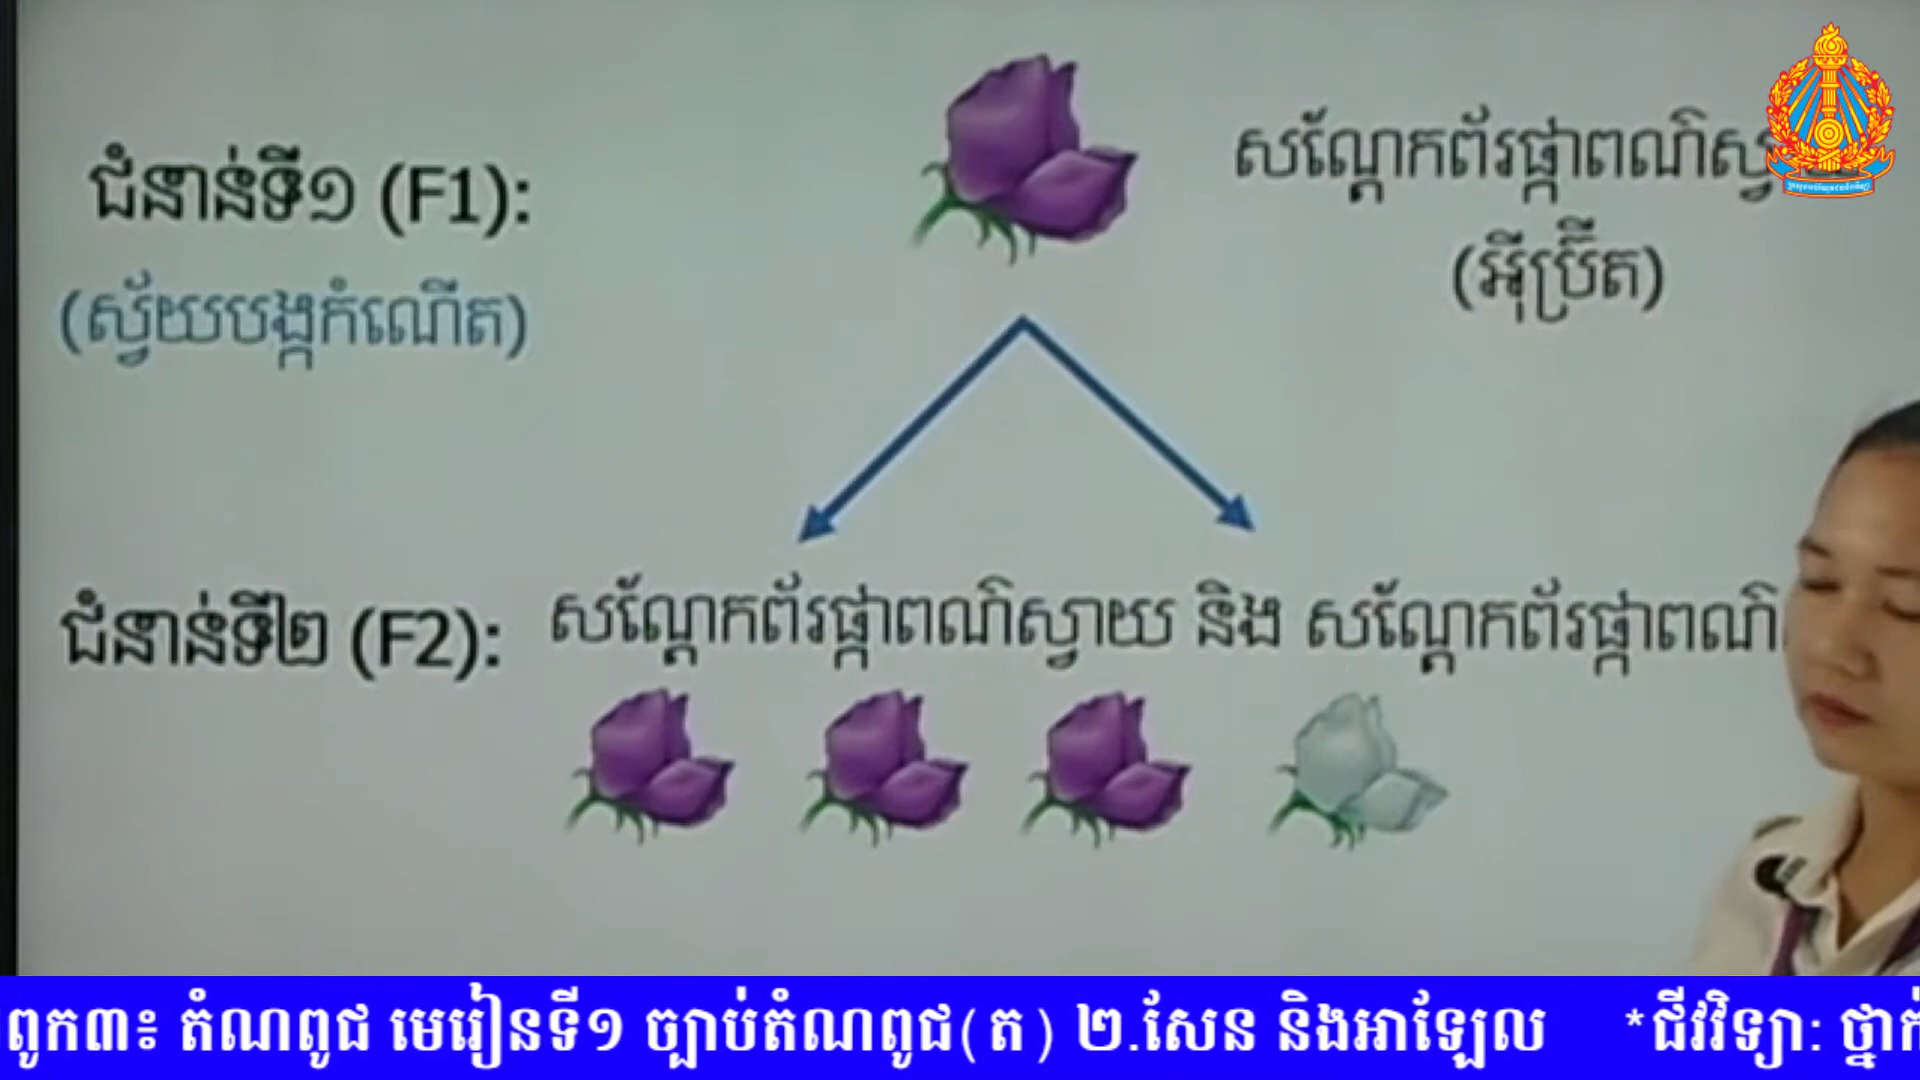 ជំនាន់ទី១ (F1):
(ស្វ័យបង្កកំណើត)
សណ្តែកព័រផ្កាពណ៌
(អ៊ីប្រ៊ីត)
ជំនាន់ទី២ (F2):
សណ្តែកព័រផ្កាពណ៌ស្វាយ និង សណ្តែកព័រផ្កាពណ៌
ពូក៣៖ តំណពូជ មេរៀនទី១ ច្បាប់តំណពូជ(ត) ២.សែន និងអាឡែល *ជីវវិទ្យា: ថ្នាក់